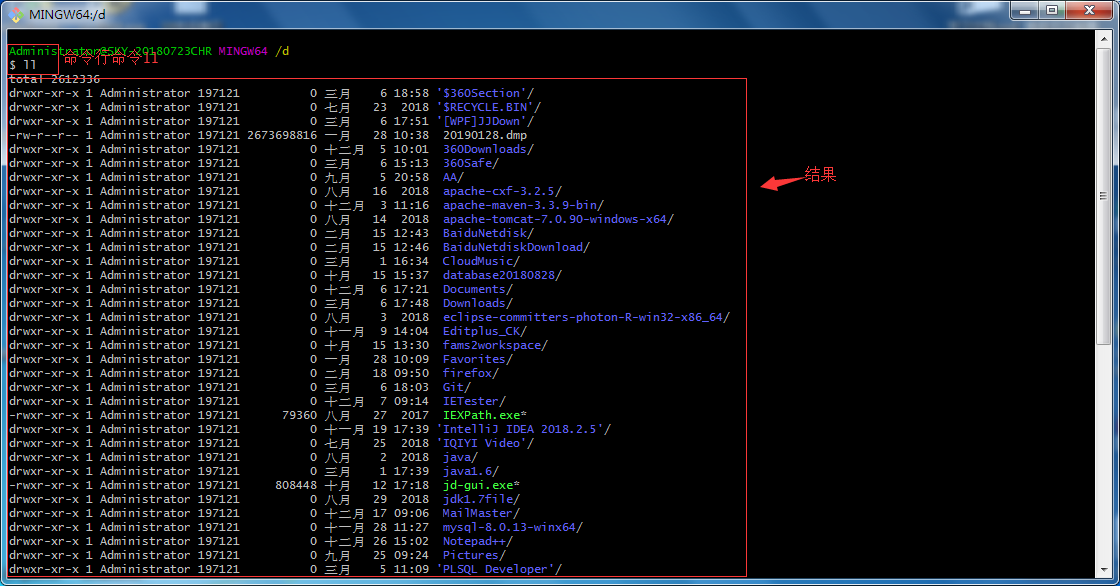 MINGW64:/d
Administrator@SKY-20180723CHR MINGW64 /d
$ ll 命令行命令ll
total 2612336
drwxr-xr-x 1 Administrator 197121 0 三月 6 18:58 '$360Section'/
drwxr-xr-x 1 Administrator 197121 0 七月 23 2018 '$RECYCLE.BIN'/
drwxr-xr-x 1 Administrator 197121 0 三月 6 17:51 '[WPF]JJDown'/
-rw-r--r-- 1 Administrator 197121 2673698816 一月 28 10:38 20190128.dmp
drwxr-xr-x 1 Administrator 197121 0 十二月 5 10:01 360Downloads/
drwxr-xr-x 1 Administrator 197121 0 三月 6 15:13 360Safe/
drwxr-xr-x 1 Administrator 197121 0 九月 5 20:58 AA/
结果
drwxr-xr-x 1 Administrator 197121 0 八月 16 2018 apache-cxf-3.2.5/
drwxr-xr-x 1 Administrator 197121 0 十二月 3 11:16 apache-maven-3.3.9-bin/
drwxr-xr-x 1 Administrator 197121 0 八月 14 2018 apache-tomcat-7.0.90-windows-x64/
drwxr-xr-x 1 Administrator 197121 0 二月 15 12:43 BaiduNetdisk/
drwxr-xr-x 1 Administrator 197121 0 二月 15 12:46 BaiduNetdiskDownload/
drwxr-xr-x 1 Administrator 197121 0 三月 1 16:34 CloudMusic/
drwxr-xr-x 1 Administrator 197121 0 十月 15 15:37 database20180828/
drwxr-xr-x 1 Administrator 197121 0 十二月 6 17:21 Documents/
drwxr-xr-x 1 Administrator 197121 0 三月 6 17:48 Downloads/
drwxr-xr-x 1 Administrator 197121 0 八月 3 2018 eclipse-committers-photon-R-win32-x86_64/
drwxr-xr-x 1 Administrator 197121 0 十一月 9 14:04 Editplus_CK/
drwxr-xr-x 1 Administrator 197121 0 十月 15 13:30 fams2workspace/
drwxr-xr-x 1 Administrator 197121 0 一月 28 10:09 Favorites/
drwxr-xr-x 1 Administrator 197121 0 二月 18 09:50 firefox/
drwxr-xr-x 1 Administrator 197121 0 三月 6 18:03 Git/
drwxr-xr-x 1 Administrator 197121 0 十二月 7 09:14 IETester/
-rwxr-xr-x 1 Administrator 197121 79360 八月 27 2017 IEXPath.exe*
drwxr-xr-x 1 Administrator 197121 0 十一月 19 17:39 'IntelliJ IDEA 2018.2.5'/
drwxr-xr-x 1 Administrator 197121 0 七月 25 2018 'IQIYI Video'/
drwxr-xr-x 1 Administrator 197121 0 八月 2 2018 java/
drwxr-xr-x 1 Administrator 197121 0 三月 1 17:39 java1.6/
-rwxr-xr-x 1 Administrator 197121 808448 十月 12 17:18 jd-gui.exe*
drwxr-xr-x 1 Administrator 197121 0 八月 29 2018 jdk1.7file/
drwxr-xr-x 1 Administrator 197121 0 十二月 17 09:06 MailMaster/
drwxr-xr-x 1 Administrator 197121 0 十一月 28 11:27 mysql-8.0.13-winx64/
drwxr-xr-x 1 Administrator 197121 0 十二月 26 15:02 Notepad++/
drwxr-xr-x 1 Administrator 197121 0 九月 25 09:24 Pictures/
drwxr-xr-x 1 Administrator 197121 0 三月 5 11:09 'PLSQL Developer'/